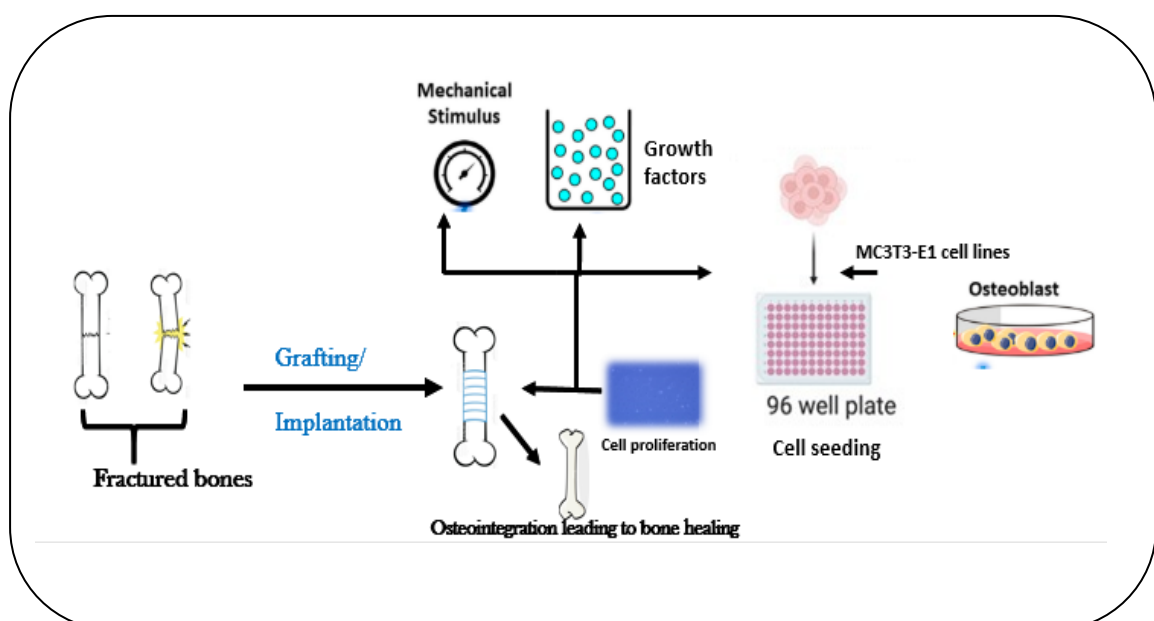 Mechanical
Stimulus
Growth
factors
MC3T3-E1 cell lines
Osteoblast
Grafting/
Implantation
96 well plate
Cell proliferation
Cell seeding
Fractured bones
Osteointegration leading to bone healing